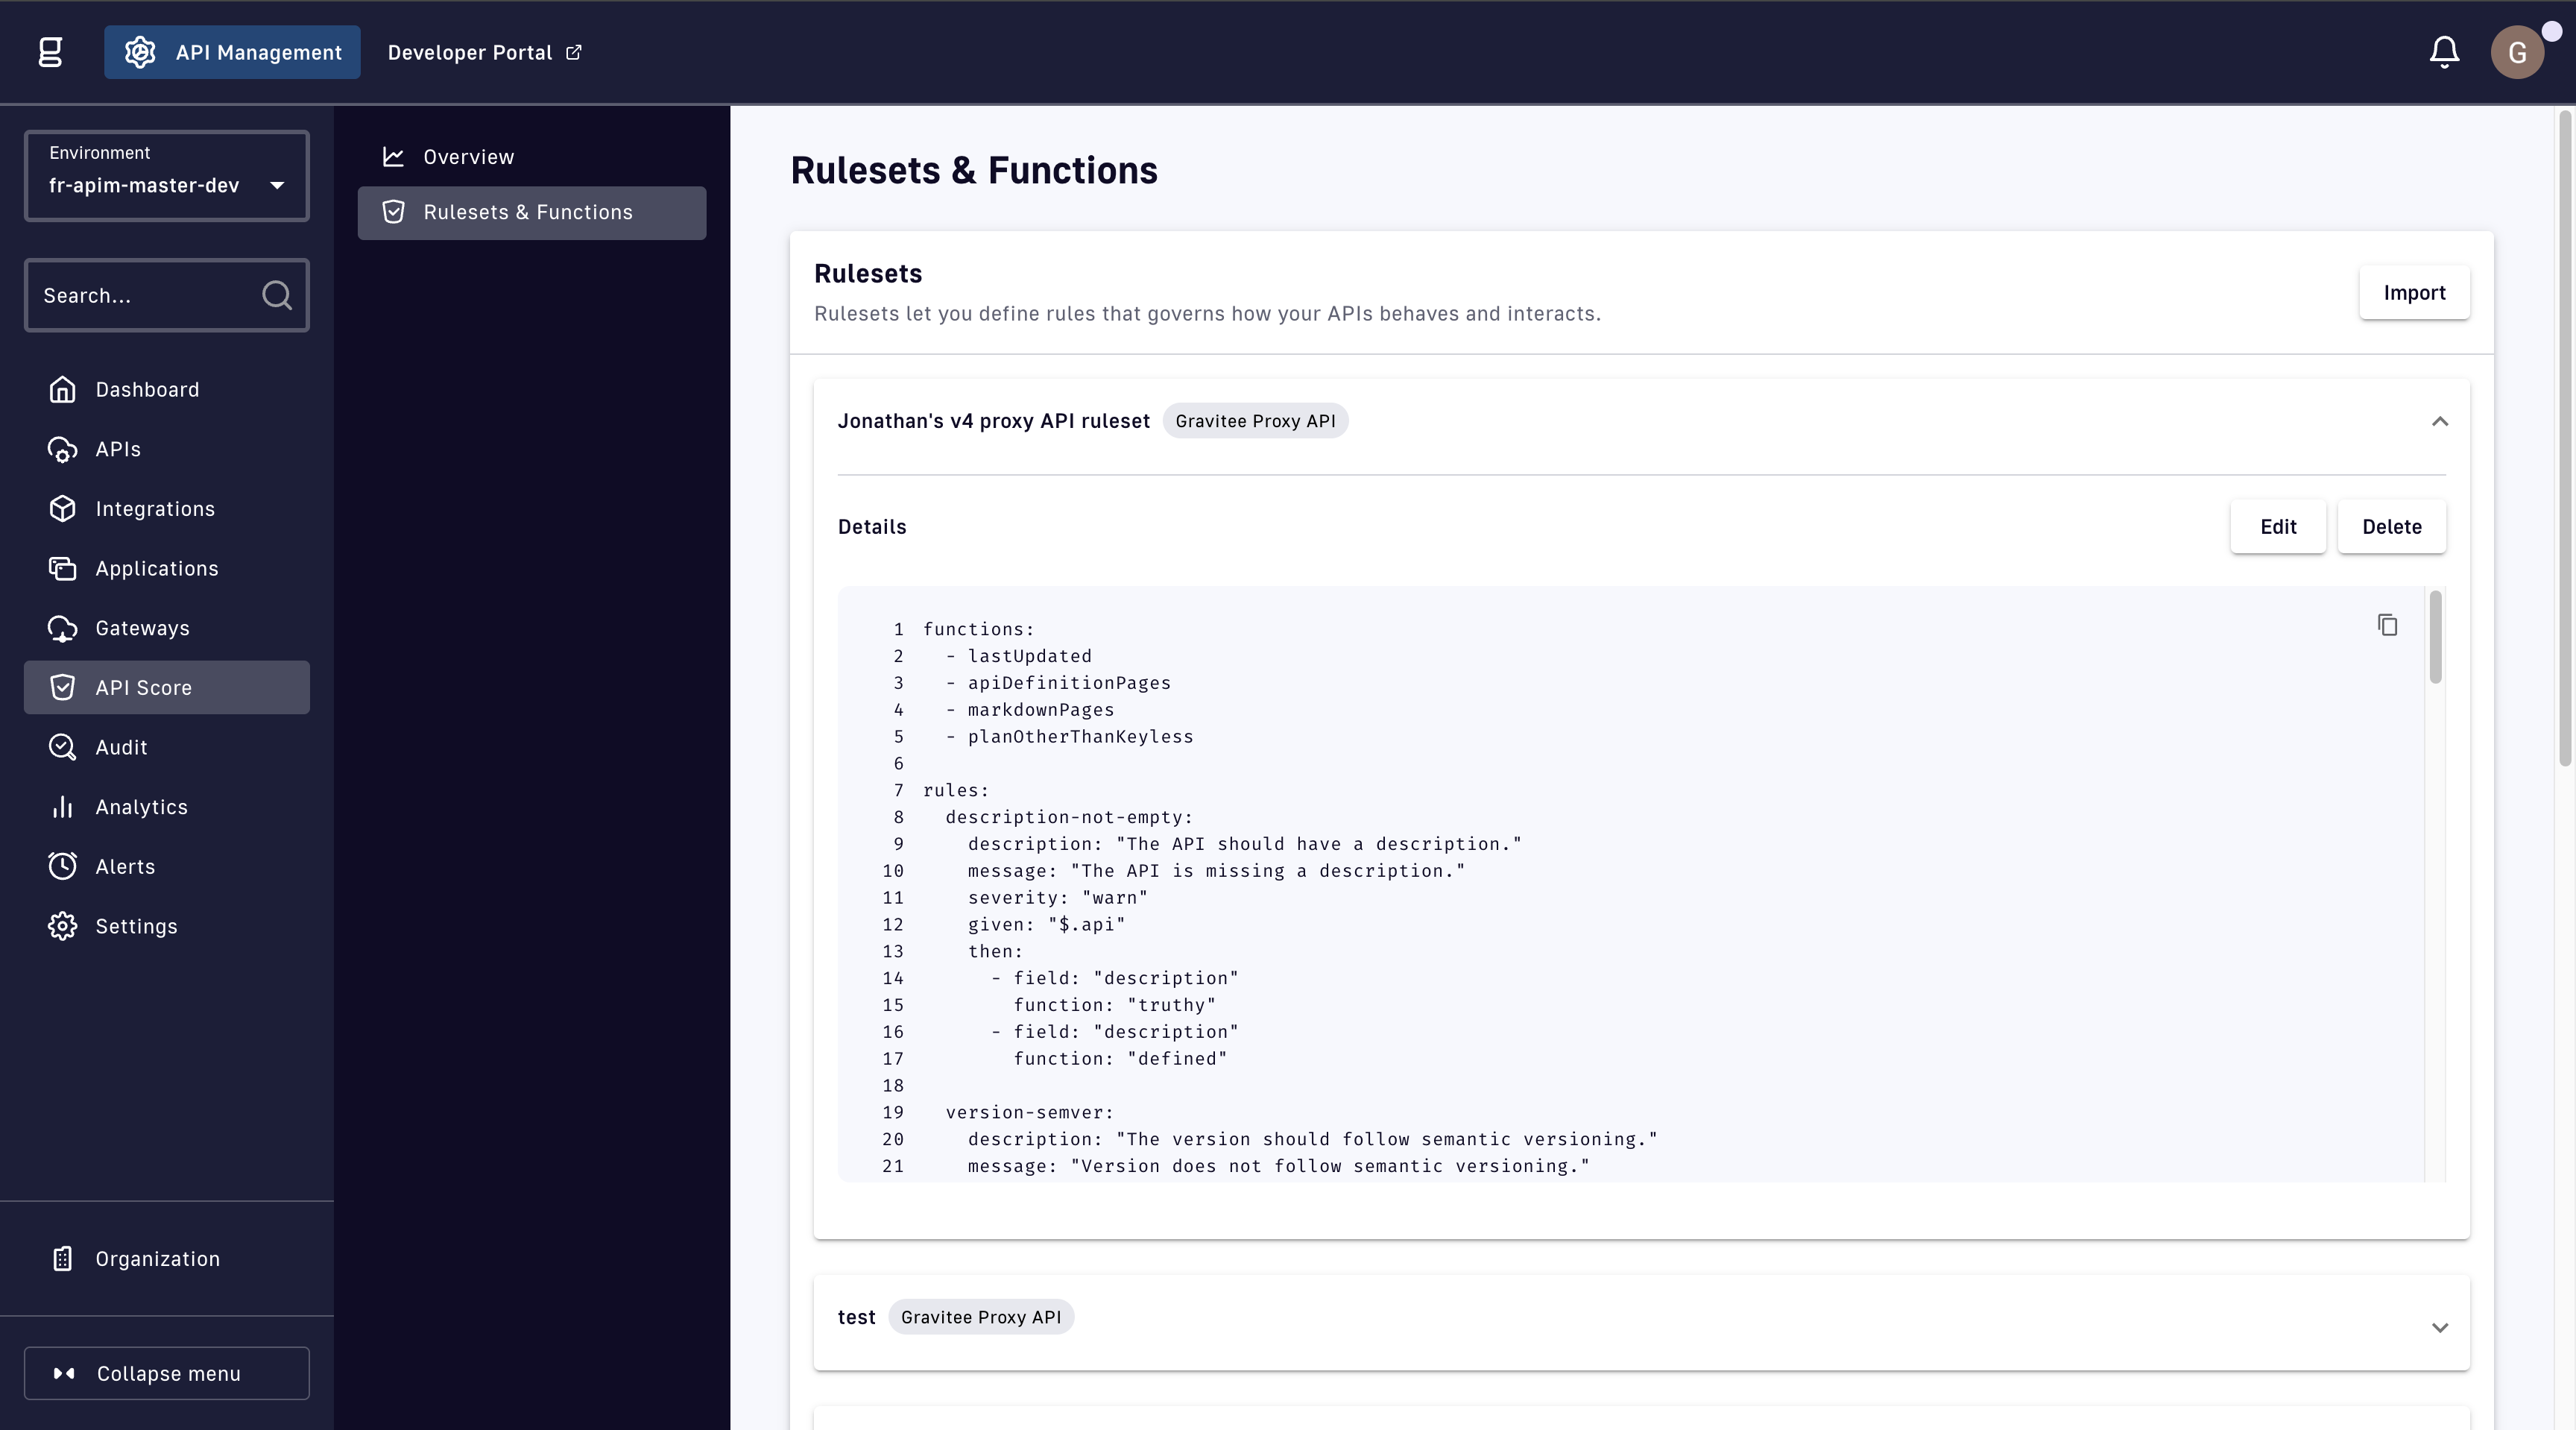 g
API Management
Developer Portal
G
Environment
fr-apim-master-dev
Search...
Dashboard
APIs
Integrations
Applications
Gateways
API Score
Audit
Analytics
Alerts
Settings
Organization
Collapse menu
Overview
Rulesets & Functions
Rulesets & Functions
Rulesets
Rulesets let you define rules that governs how your APIs behaves and interacts.
Import
Jonathan's v4 proxy API ruleset Gravitee Proxy API
Details
Edit
Delete
1 functions:
2   - lastUpdated
3   - apiDefinitionPages
4   - markdownPages
5   - planOtherThanKeyless
6
7 rules:
8   description-not-empty:
9     description: "The API should have a description."
10     message: "The API is missing a description."
11     severity: "warn"
12     given: "$.api"
13     then:
14       - field: "description"
15         function: "truthy"
16       - field: "description"
17         function: "defined"
18
19   version-semver:
20     description: "The version should follow semantic versioning."
21     message: "Version does not follow semantic versioning."
test Gravitee Proxy API